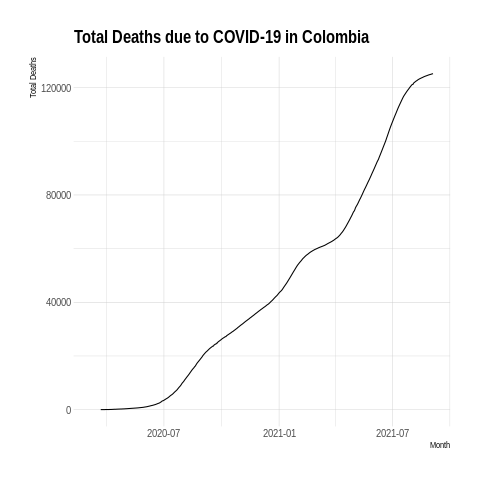 Total Deaths due to COVID-19 in Colombia
Total Deaths
120000
80000
40000
0
2020-07 2021-01 2021-07
Month